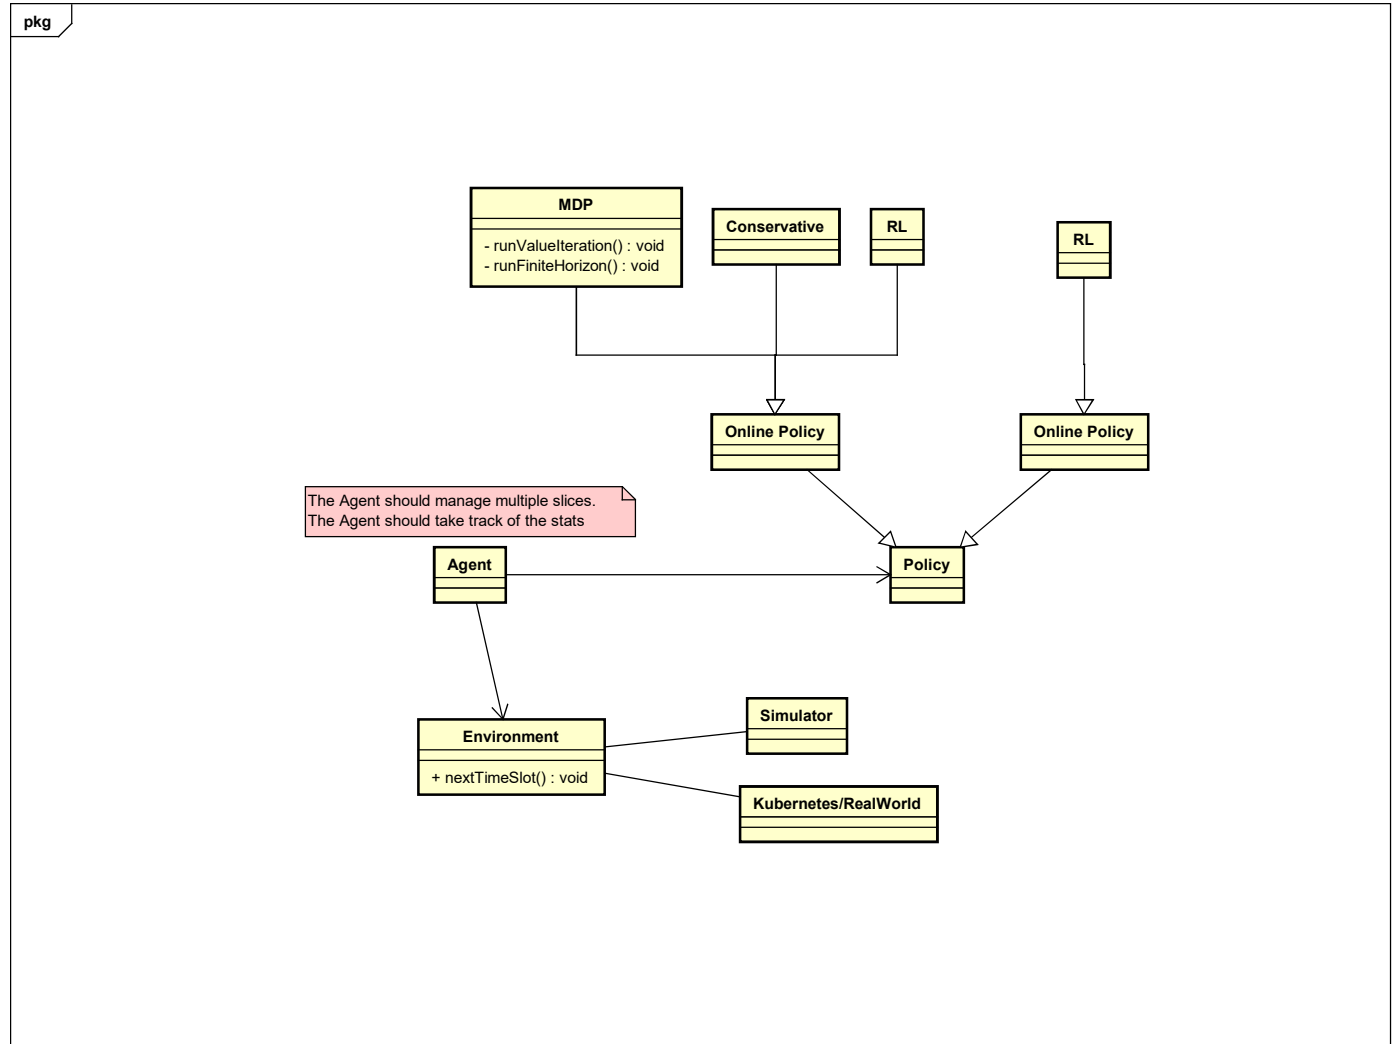 pkg
MDP
- runValueIteration() : void
- runFiniteHorizon() : void
Conservative
RL
RL
Online Policy
Online Policy
The Agent should manage multiple slices.
The Agent should take track of the stats
Agent
Policy
Environment
+ nextTimeSlot() : void
Simulator
Kubernetes/RealWorld